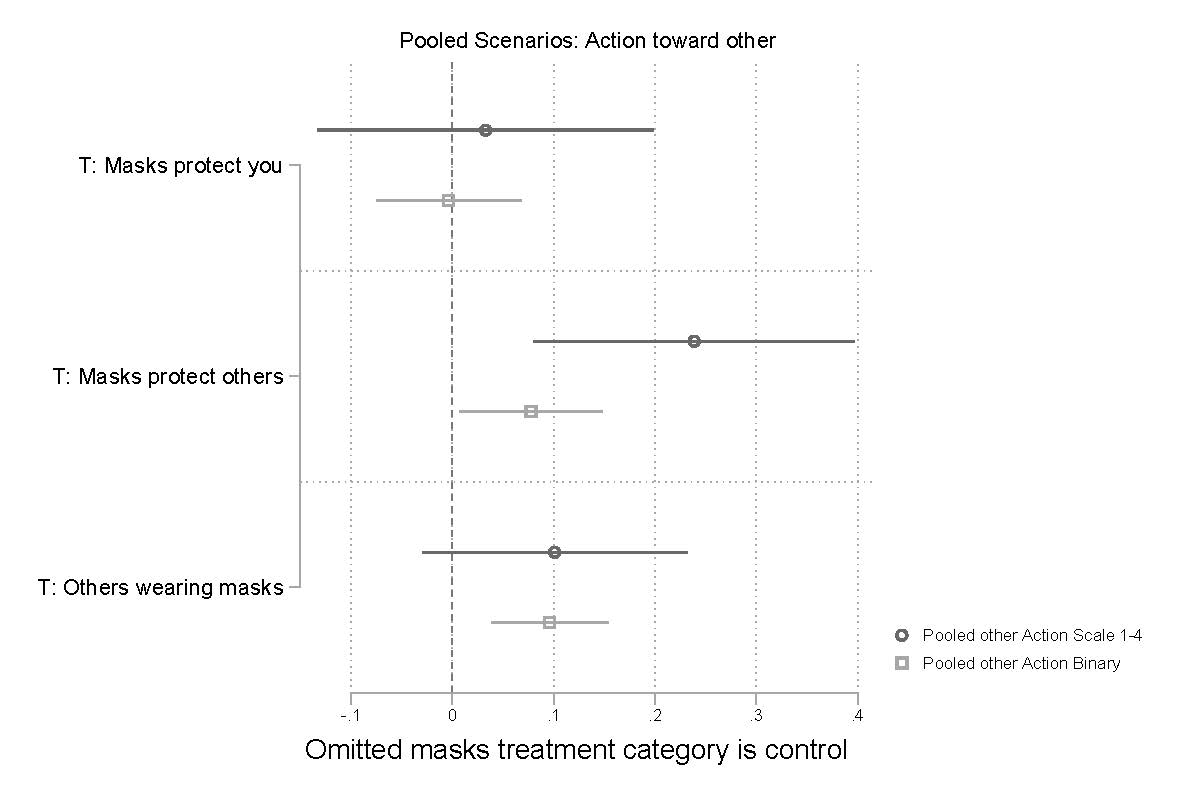 Pooled Scenarios: Action toward other
T: Masks protect you
T: Masks protect others
T: Others wearing masks
Pooled other Action Scale 1-4
Pooled other Action Binary
-.1 0 .1 .2 .3 .4
Omitted masks treatment category is control